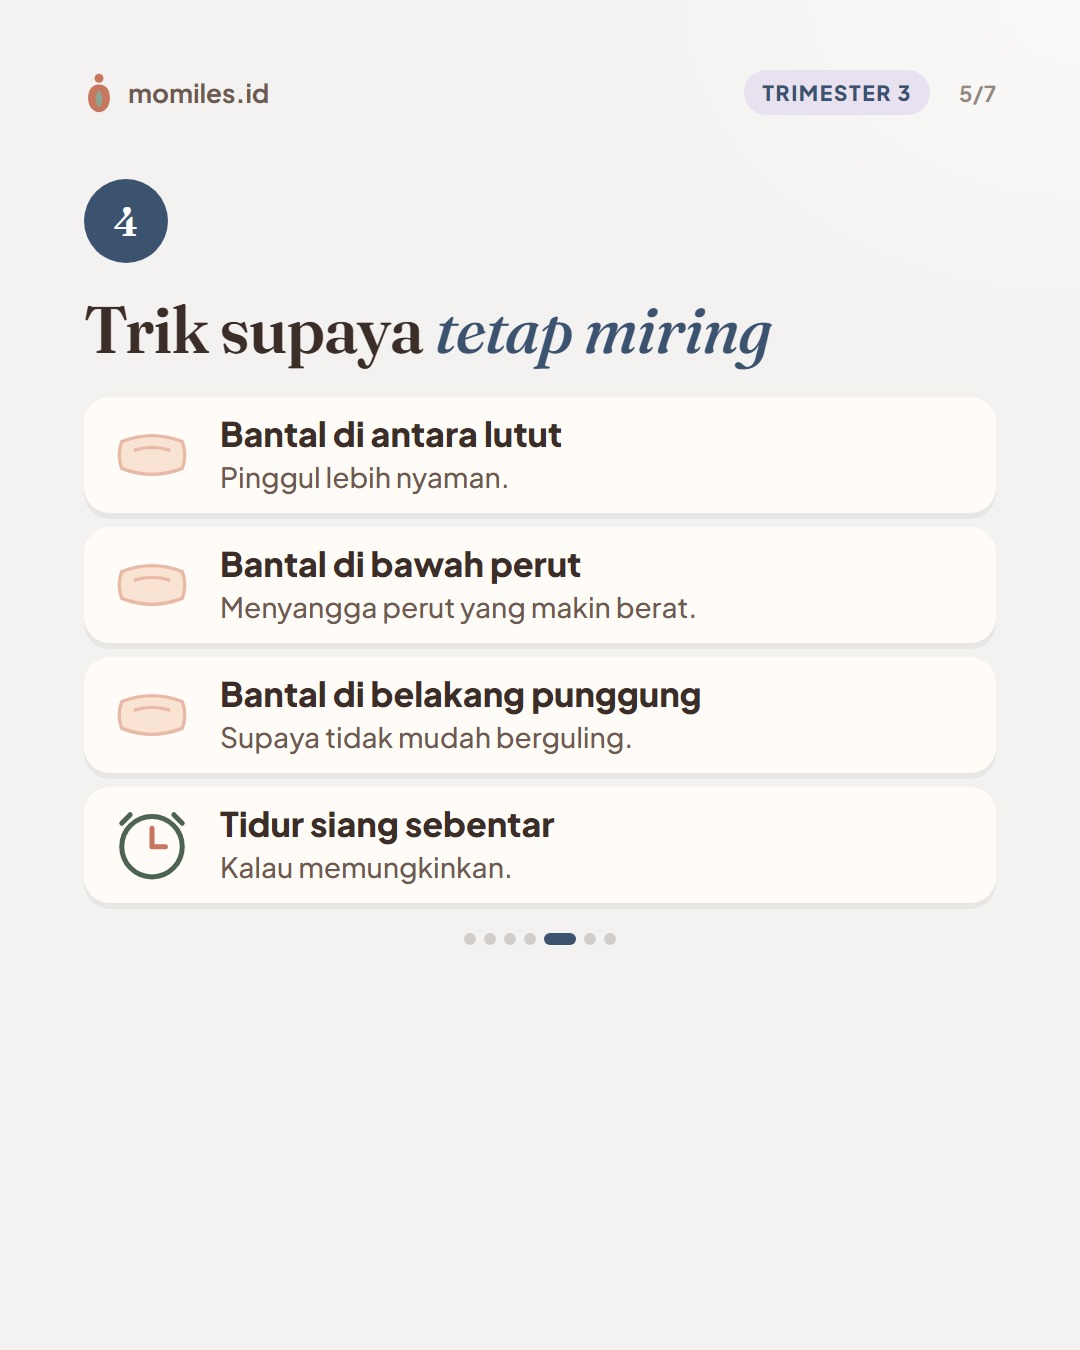 momiles.id
TRIMESTER 3
5/7
4
Trik supaya tetap miring
Bantal di antara lutut
Pinggul lebih nyaman.
Bantal di bawah perut
Menyangga perut yang makin berat.
Bantal di belakang punggung
Supaya tidak mudah berguling.
Tidur siang sebentar
Kalau memungkinkan.